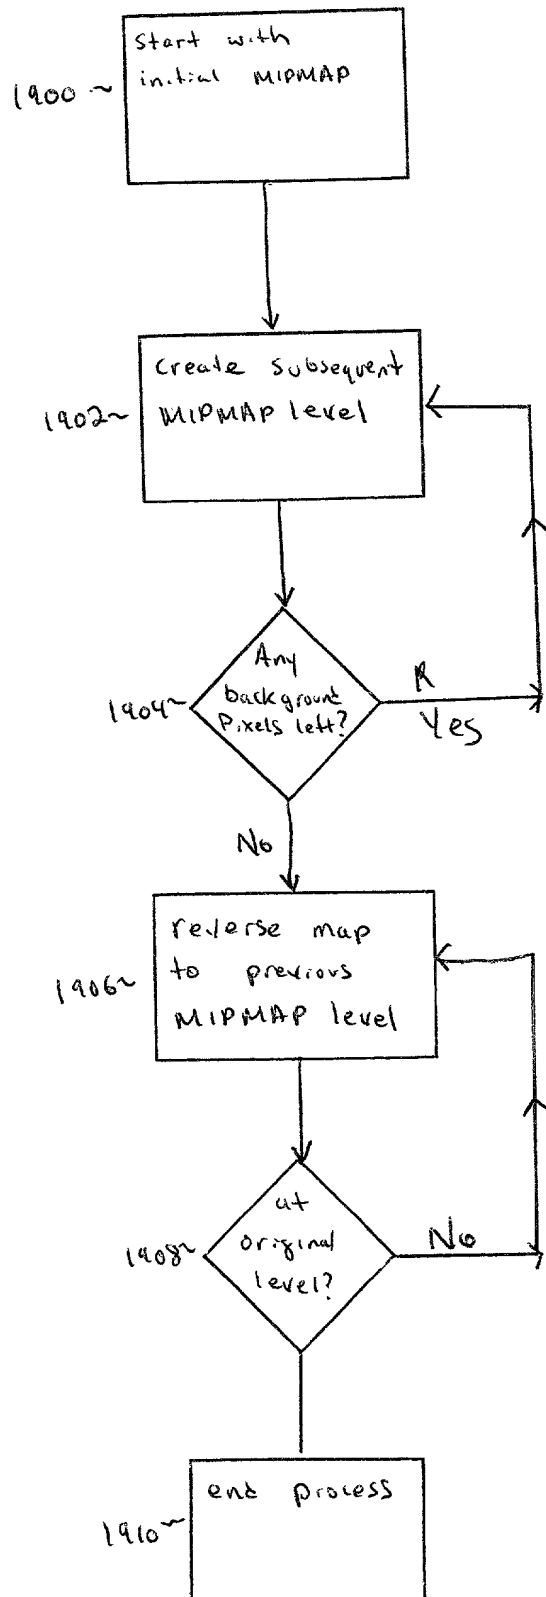 Start with
initial MIPMAP
1900
Create Subsequent
MIPMAP level
1902
Any
background
Pixels left?
1904
R
Yes
No
reverse map
to previous
MIPMAP level
1906
at
original
level?
1908
No
end process
1910